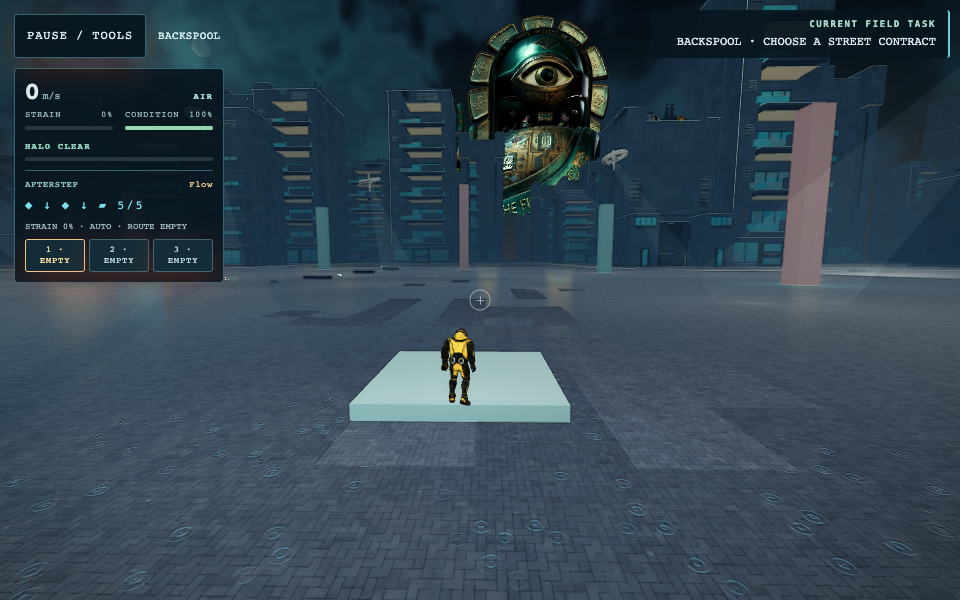 PAUSE / TOOLS
BACKSPOOL
CURRENT FIELD TASK
BACKSPOOL · CHOOSE A STREET CONTRACT
0 m/s
AIR
STRAIN 0%
CONDITION 100%
HALO CLEAR
AFTERSTEP
Flow
5/5
STRAIN 0% · AUTO · ROUTE EMPTY
1 · EMPTY
2 · EMPTY
3 · EMPTY